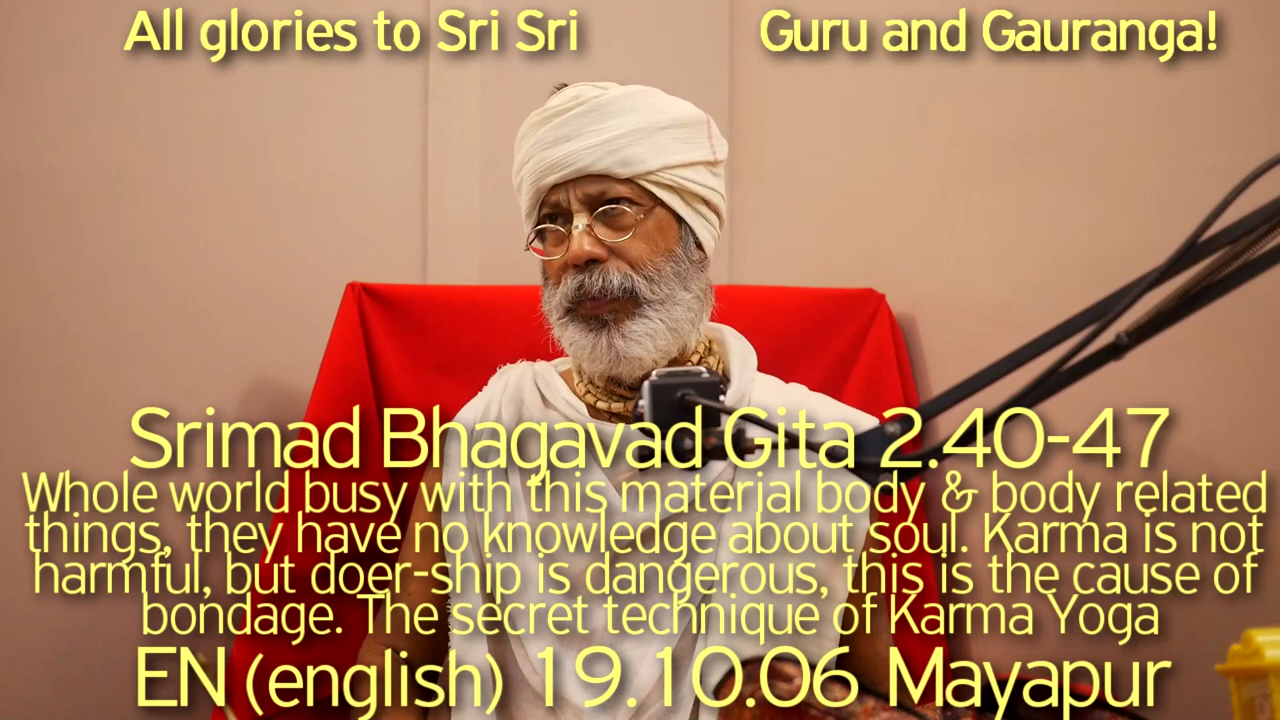 All glories to Sri Sri Guru and Gauranga!
Srimad Bhagavad Gita 2.40-47
Whole world busy with this material body & body related
things, they have no knowledge about soul. Karma is not
harmful, but doer-ship is dangerous, this is the cause of
bondage. The secret technique of Karma Yoga
EN (english) 19.10.06 Mayapur